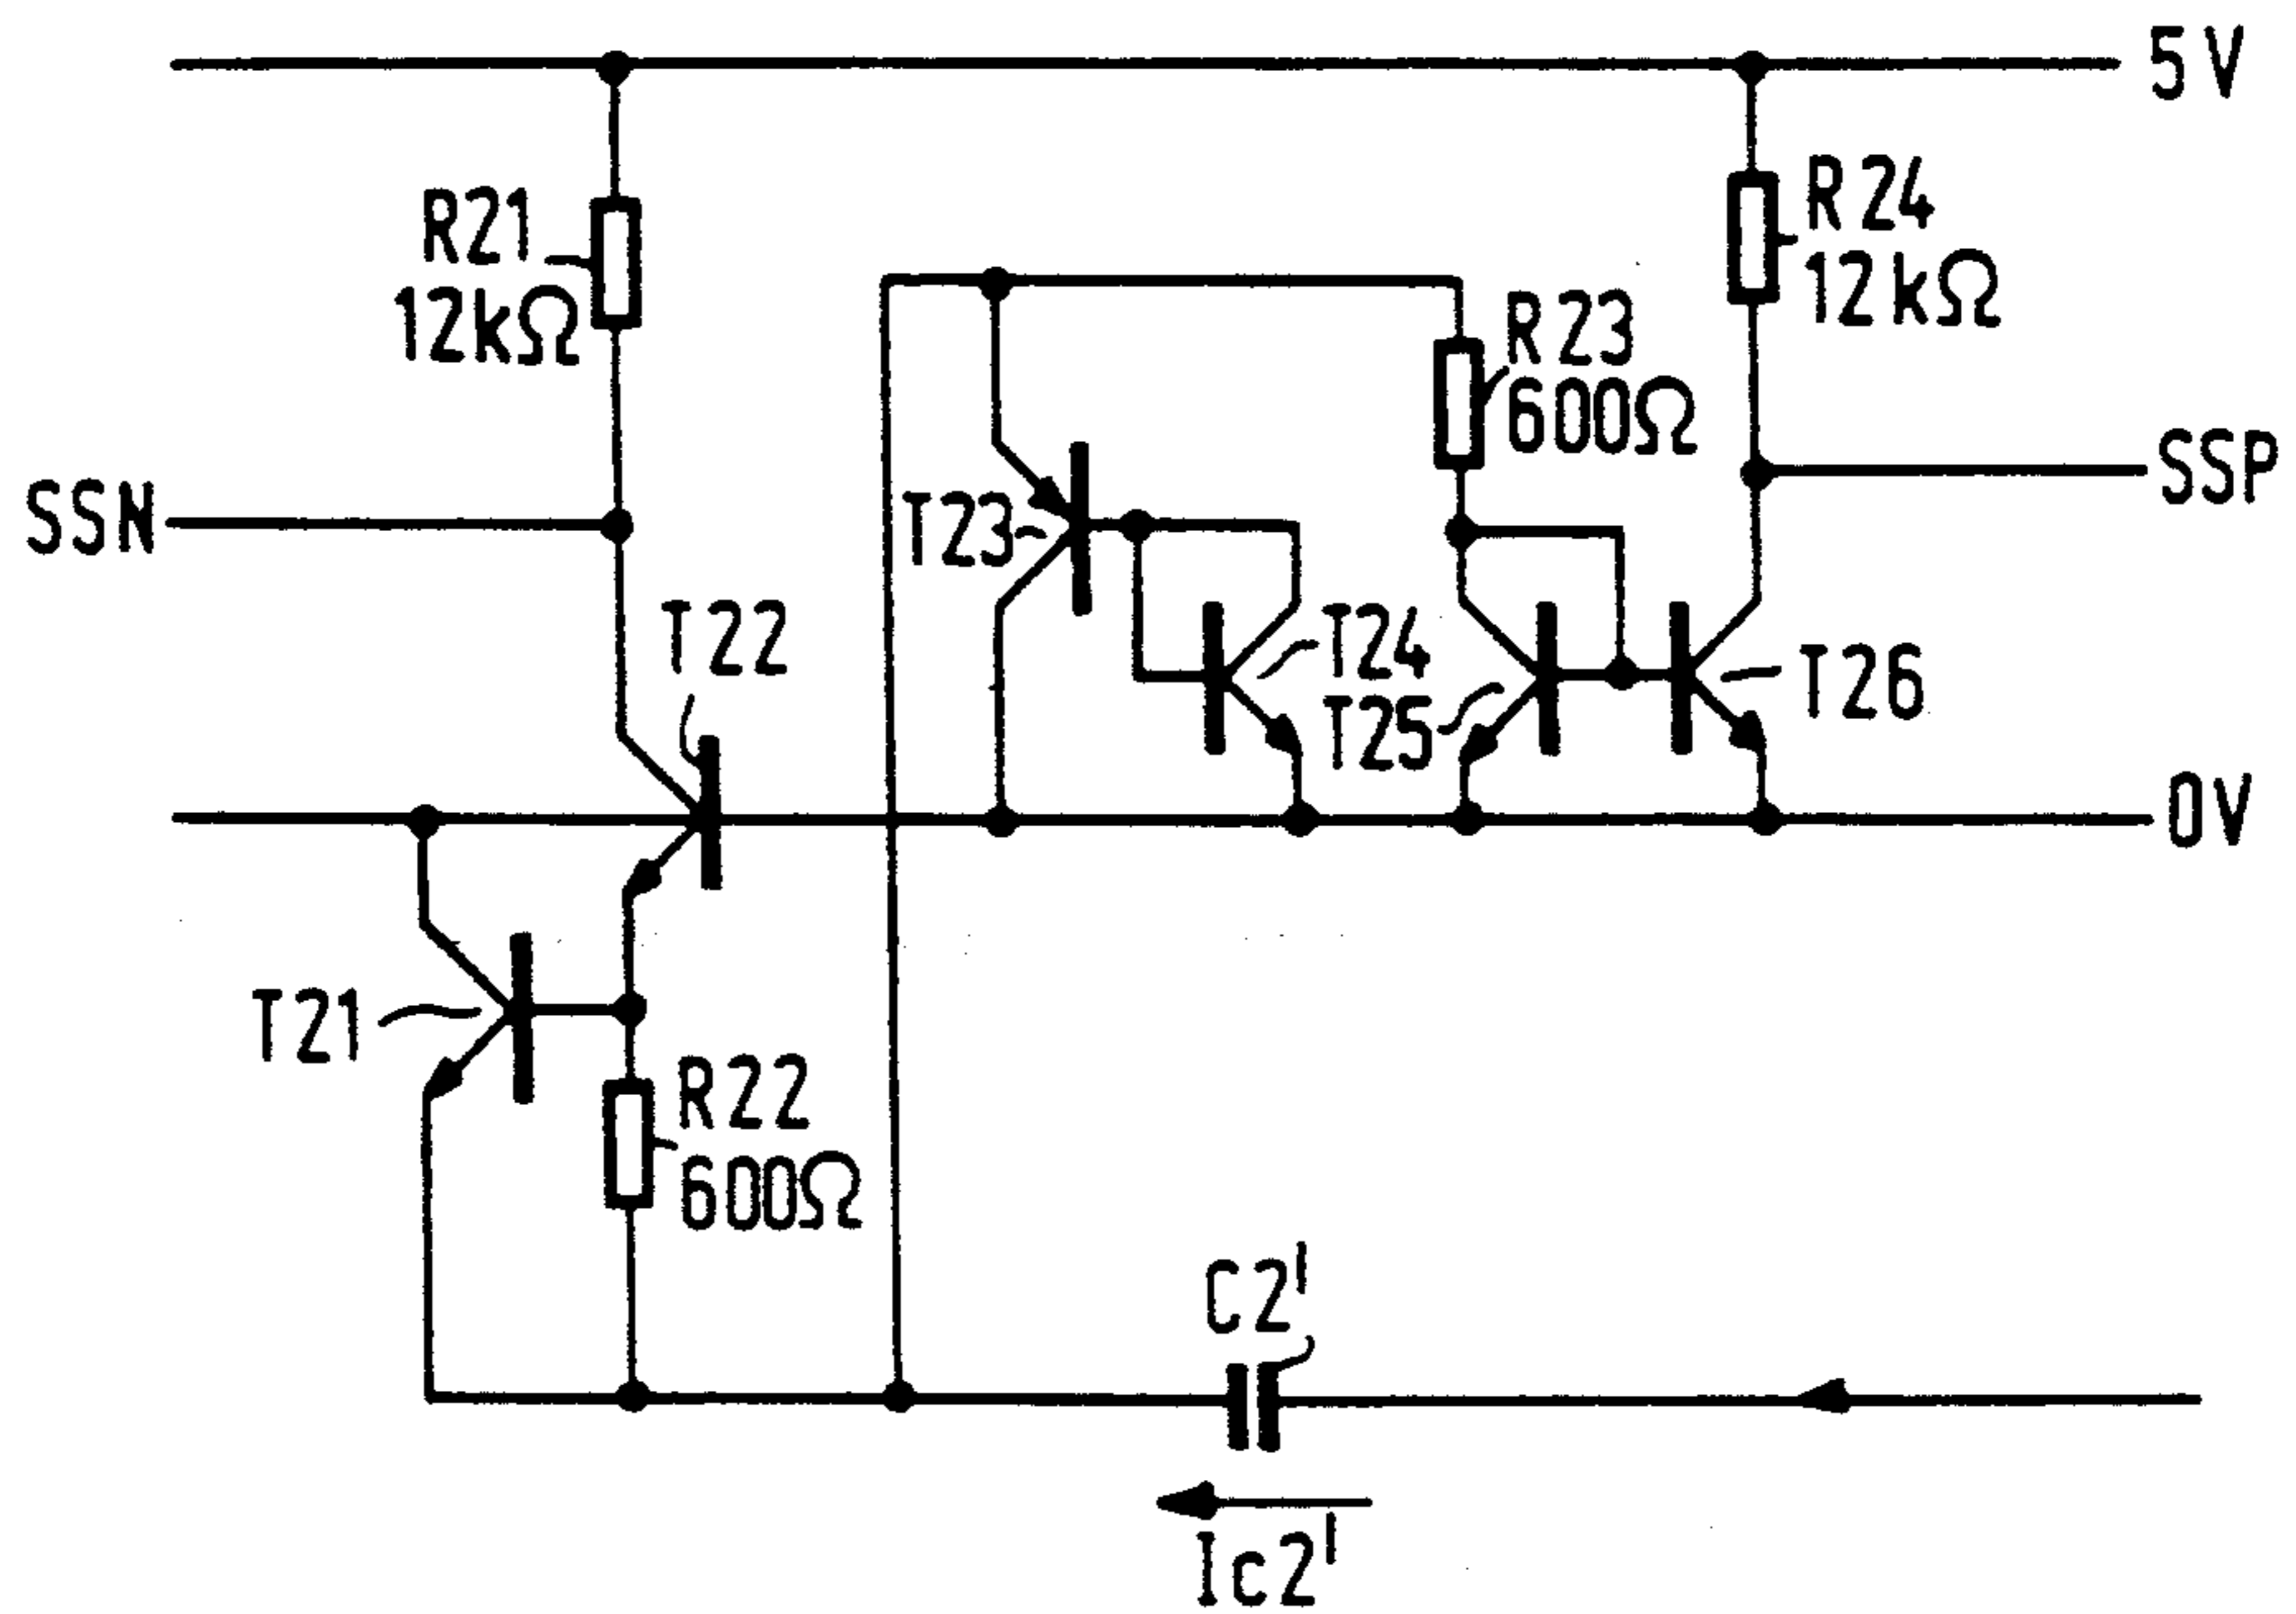 5V
R21
12kΩ
R24
12kΩ
R23
600Ω
SSN
SSP
T23
T22
T24
T25
T26
0V
T21
R22
600Ω
C2'
Ic2'